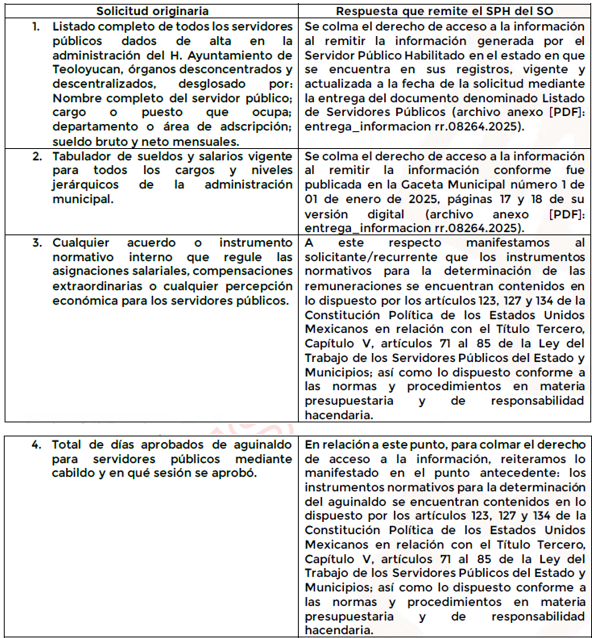 Solicitud originaria
Respuesta que remite el SPH del SO
1. Listado completo de todos los servidores
públicos dados de alta en la
administración del H. Ayuntamiento de
Teoloyucan, órganos desconcentrados y
descentralizados, desglosado por:
Nombre completo del servidor público;
cargo o puesto que ocupa;
departamento o área de adscripción;
sueldo bruto y neto mensuales.
Se colma el derecho de acceso a la información
al remitir la información generada por el
Servidor Público Habilitado en el estado en que
se encuentra en sus registros, vigente y
actualizada a la fecha de la solicitud mediante
la entrega del documento denominado Listado
de Servidores Públicos (archivo anexo [PDF]:
entrega_informacion rr.08264.2025).
2. Tabulador de sueldos y salarios vigente
para todos los cargos y niveles
jerárquicos de la administración
municipal.
Se colma el derecho de acceso a la información
al remitir la información conforme fue
publicada en la Gaceta Municipal número 1 de
01 de enero de 2025, páginas 17 y 18 de su
versión digital (archivo anexo [PDF]:
entrega_informacion rr.08264.2025).
3. Cualquier acuerdo o instrumento
normativo interno que regule las
asignaciones salariales, compensaciones
extraordinarias o cualquier percepción
económica para los servidores públicos.
A este respecto manifestamos al
solicitante/recurrente que los instrumentos
normativos para la determinación de las
remuneraciones se encuentran contenidos en
lo dispuesto por los artículos 123, 127 y 134 de la
Constitución Política de los Estados Unidos
Mexicanos en relación con el Título Tercero,
Capítulo V, artículos 71 al 85 de la Ley del
Trabajo de los Servidores Públicos del Estado y
Municipios; así como lo dispuesto conforme a
las normas y procedimientos en materia
presupuestaria y de responsabilidad
hacendaria.
4. Total de días aprobados de aguinaldo
para servidores públicos mediante
cabildo y en qué sesión se aprobó.
En relación a este punto, para colmar el derecho
de acceso a la información, reiteramos lo
manifestado en el punto antecedente: los
instrumentos normativos para la determinación
del aguinaldo se encuentran contenidos en lo
dispuesto por los artículos 123, 127 y 134 de la
Constitución Política de los Estados Unidos
Mexicanos en relación con el Título Tercero,
Capítulo V, artículos 71 al 85 de la Ley del
Trabajo de los Servidores Públicos del Estado y
Municipios; así como lo dispuesto conforme a
las normas y procedimientos en materia
presupuestaria y de responsabilidad
hacendaria.